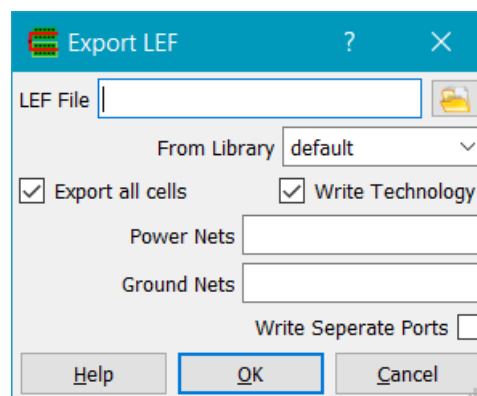 Export LEF ?
LEF File
From Library default
Export all cells Write Technology
Power Nets
Ground Nets
Write Seperate Ports
Help OK Cancel